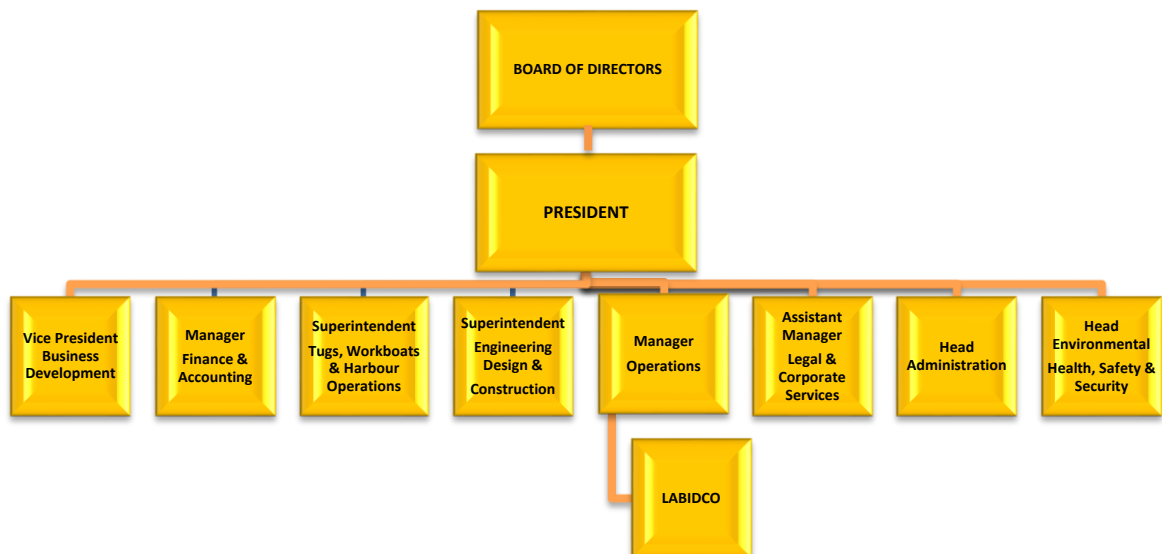 BOARD OF DIRECTORS
PRESIDENT
Vice President
Business
Development
Manager
Finance &
Accounting
Superintendent
Tugs, Workboats
& Harbour
Operations
Superintendent
Engineering
Design &
Construction
Manager
Operations
Assistant
Manager
Legal &
Corporate
Services
Head
Administration
Head
Environmental
Health, Safety &
Security
LABIDCO